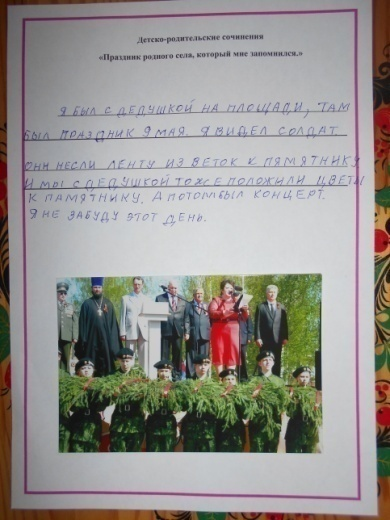 Детско-родительские сочинения
«Праздник родного села, который мне запомнился.»
Я БЫЛ С ДЕДУШКОЙ НА ПЛОЩАДИ, ТАМ
БЫЛ ПРАЗДНИК 9 МАЯ. Я ВИДЕЛ СОЛДАТ
ОНИ НЕСЛИ ЛЕНТУ ИЗ ВЕТОК К ПЯМЯТНИКУ
И МЫ С ДЕДУШКОЙ ТОЖЕ ПОЛОЖИЛИ ЦВЕТЫ
К ПАМЯТНИКУ. А ПОТОМ БЫЛ КОНЦЕРТ.
Я НЕ ЗАБУДУ ЭТОТ ДЕНЬ.